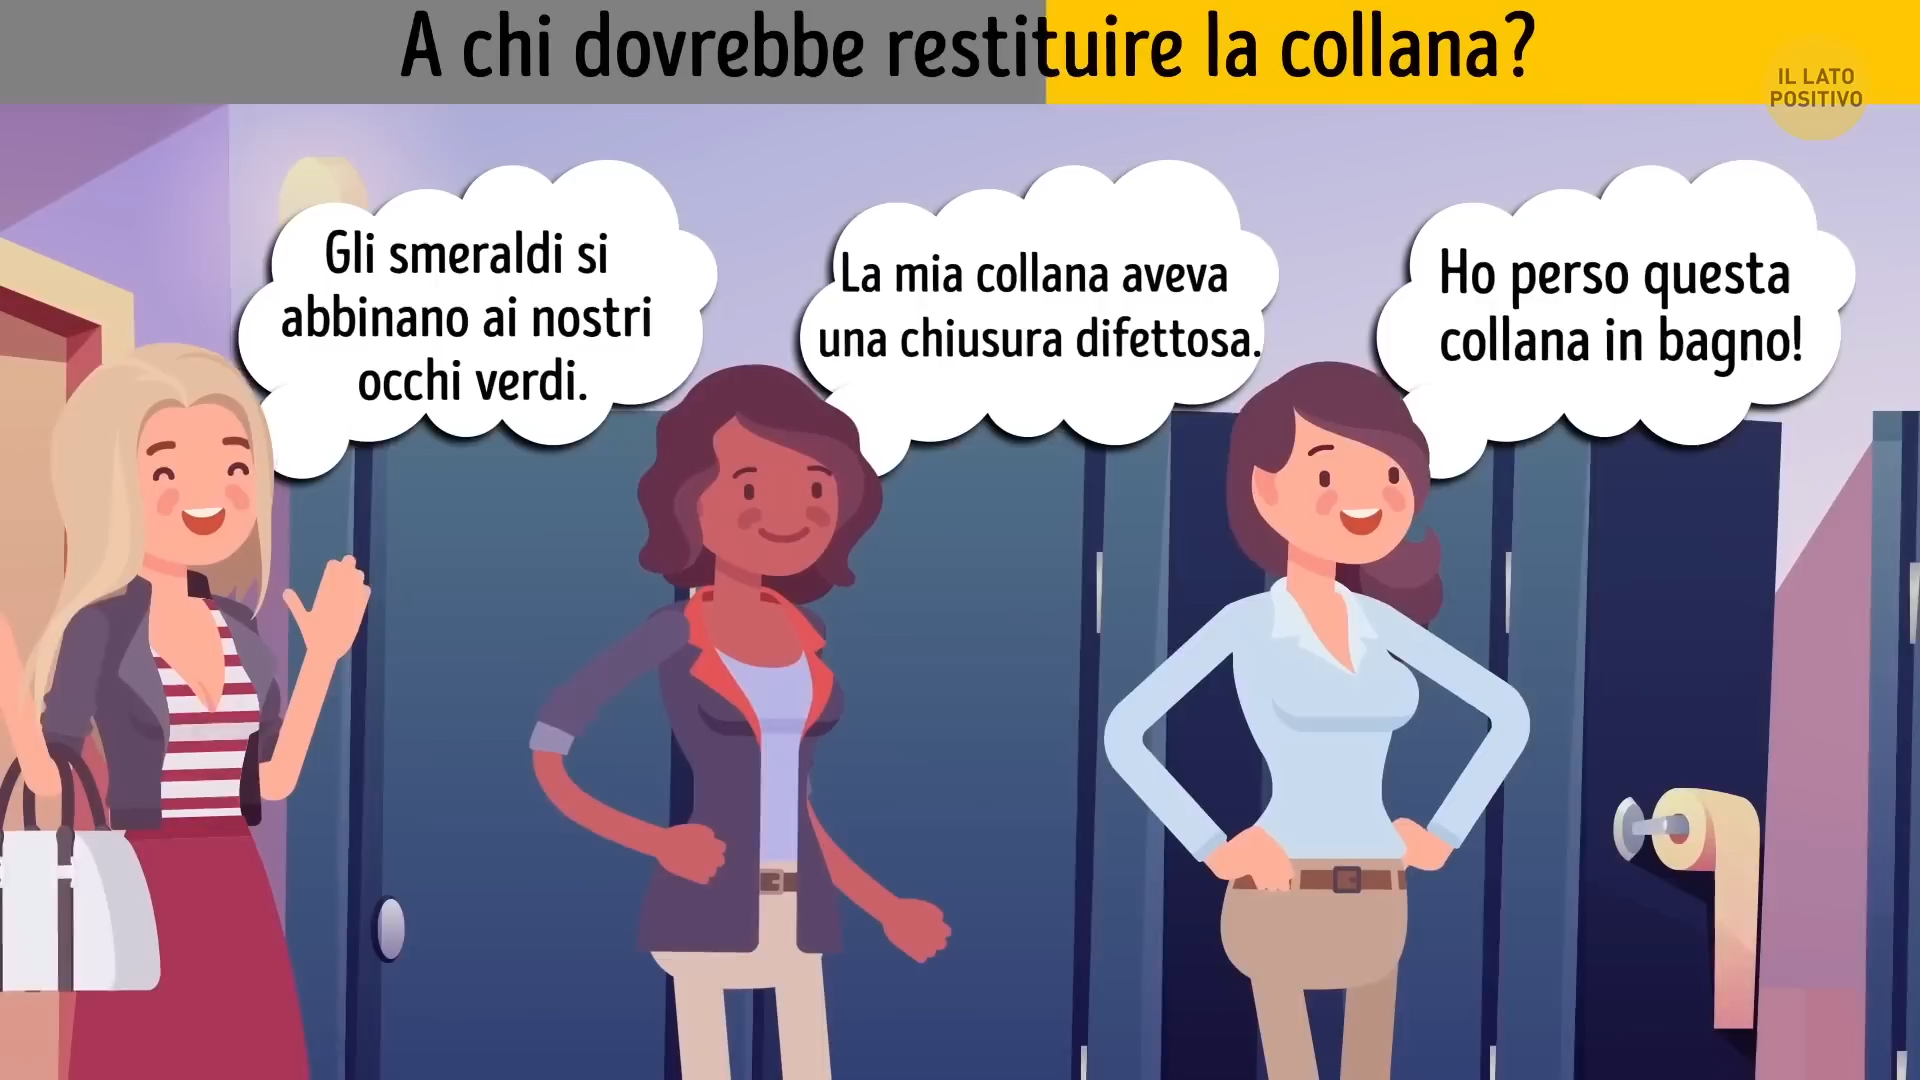 A chi dovrebbe restituire la collana?
IL LATO
POSITIVO
Gli smeraldi si
abbinano ai nostri
occhi verdi.
La mia collana aveva
una chiusura difettosa.
Ho perso questa
collana in bagno!